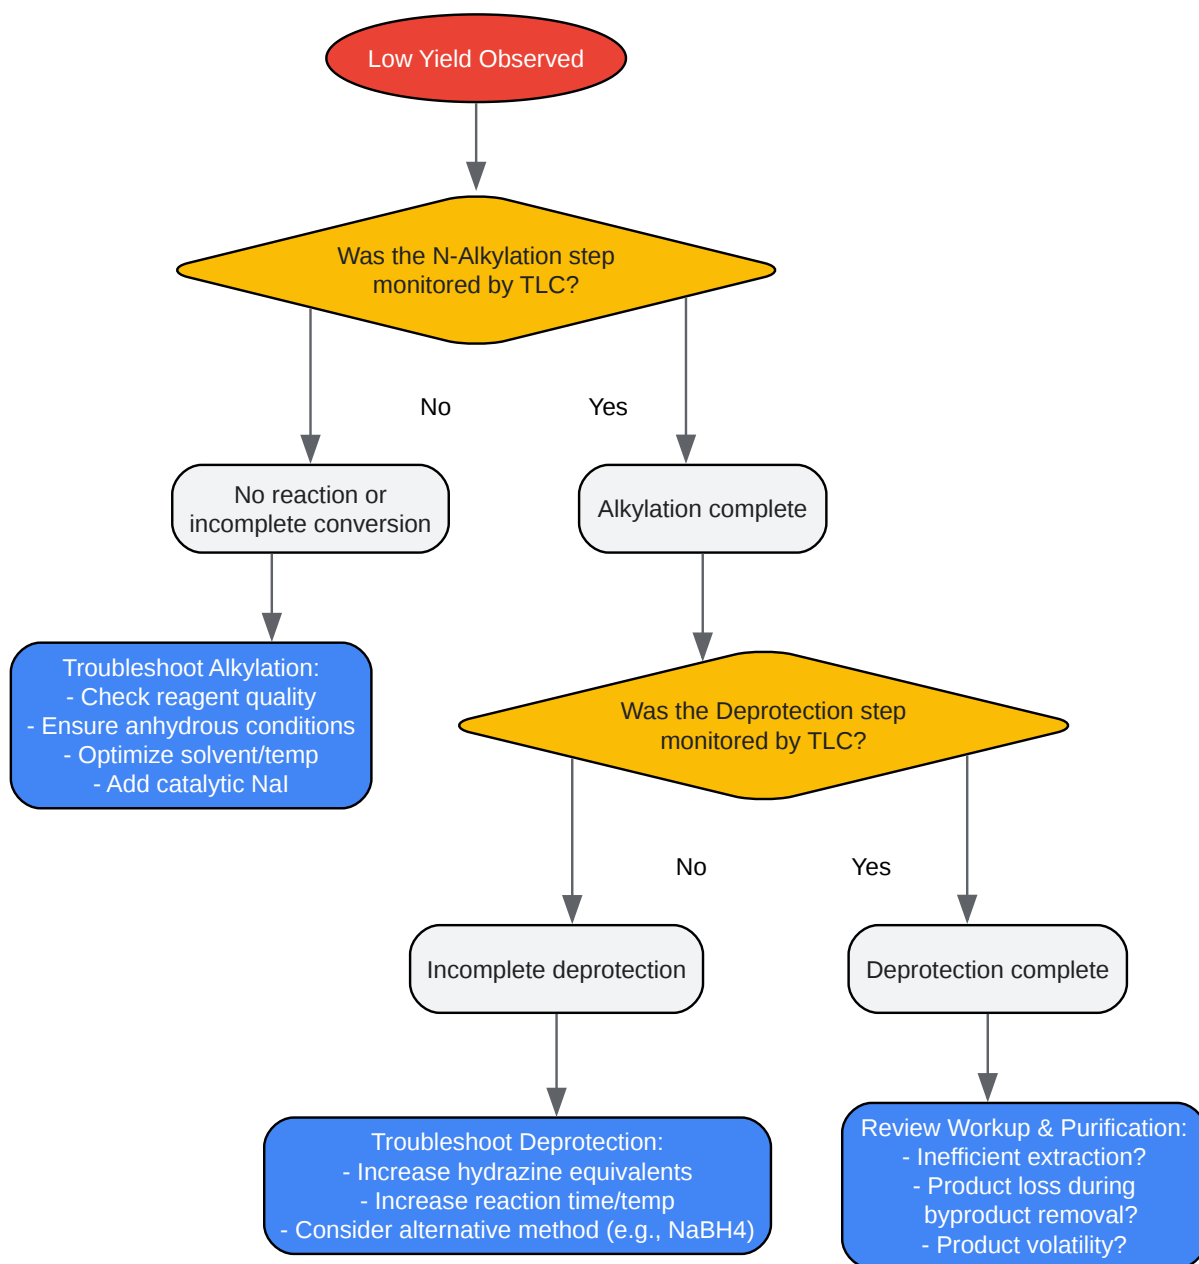 Low Yield Observed
Was the N-Alkylation step
monitored by TLC?
No
Yes
No reaction or
incomplete conversion
Alkylation complete
Troubleshoot Alkylation:
- Check reagent quality
- Ensure anhydrous conditions
- Optimize solvent/temp
- Add catalytic NaI
Was the Deprotection step
monitored by TLC?
No
Yes
Incomplete deprotection
Deprotection complete
Troubleshoot Deprotection:
- Increase hydrazine equivalents
- Increase reaction time/temp
- Consider alternative method (e.g., NaBH4)
Review Workup & Purification:
- Inefficient extraction?
- Product loss during
byproduct removal?
- Product volatility?